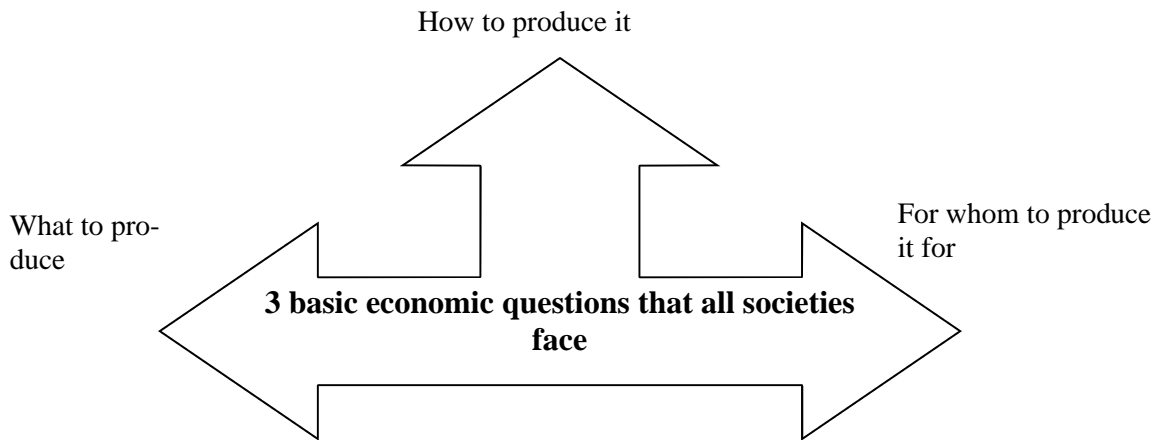 How to produce it
What to pro-
duce
For whom to produce
it for
3 basic economic questions that all societies
face